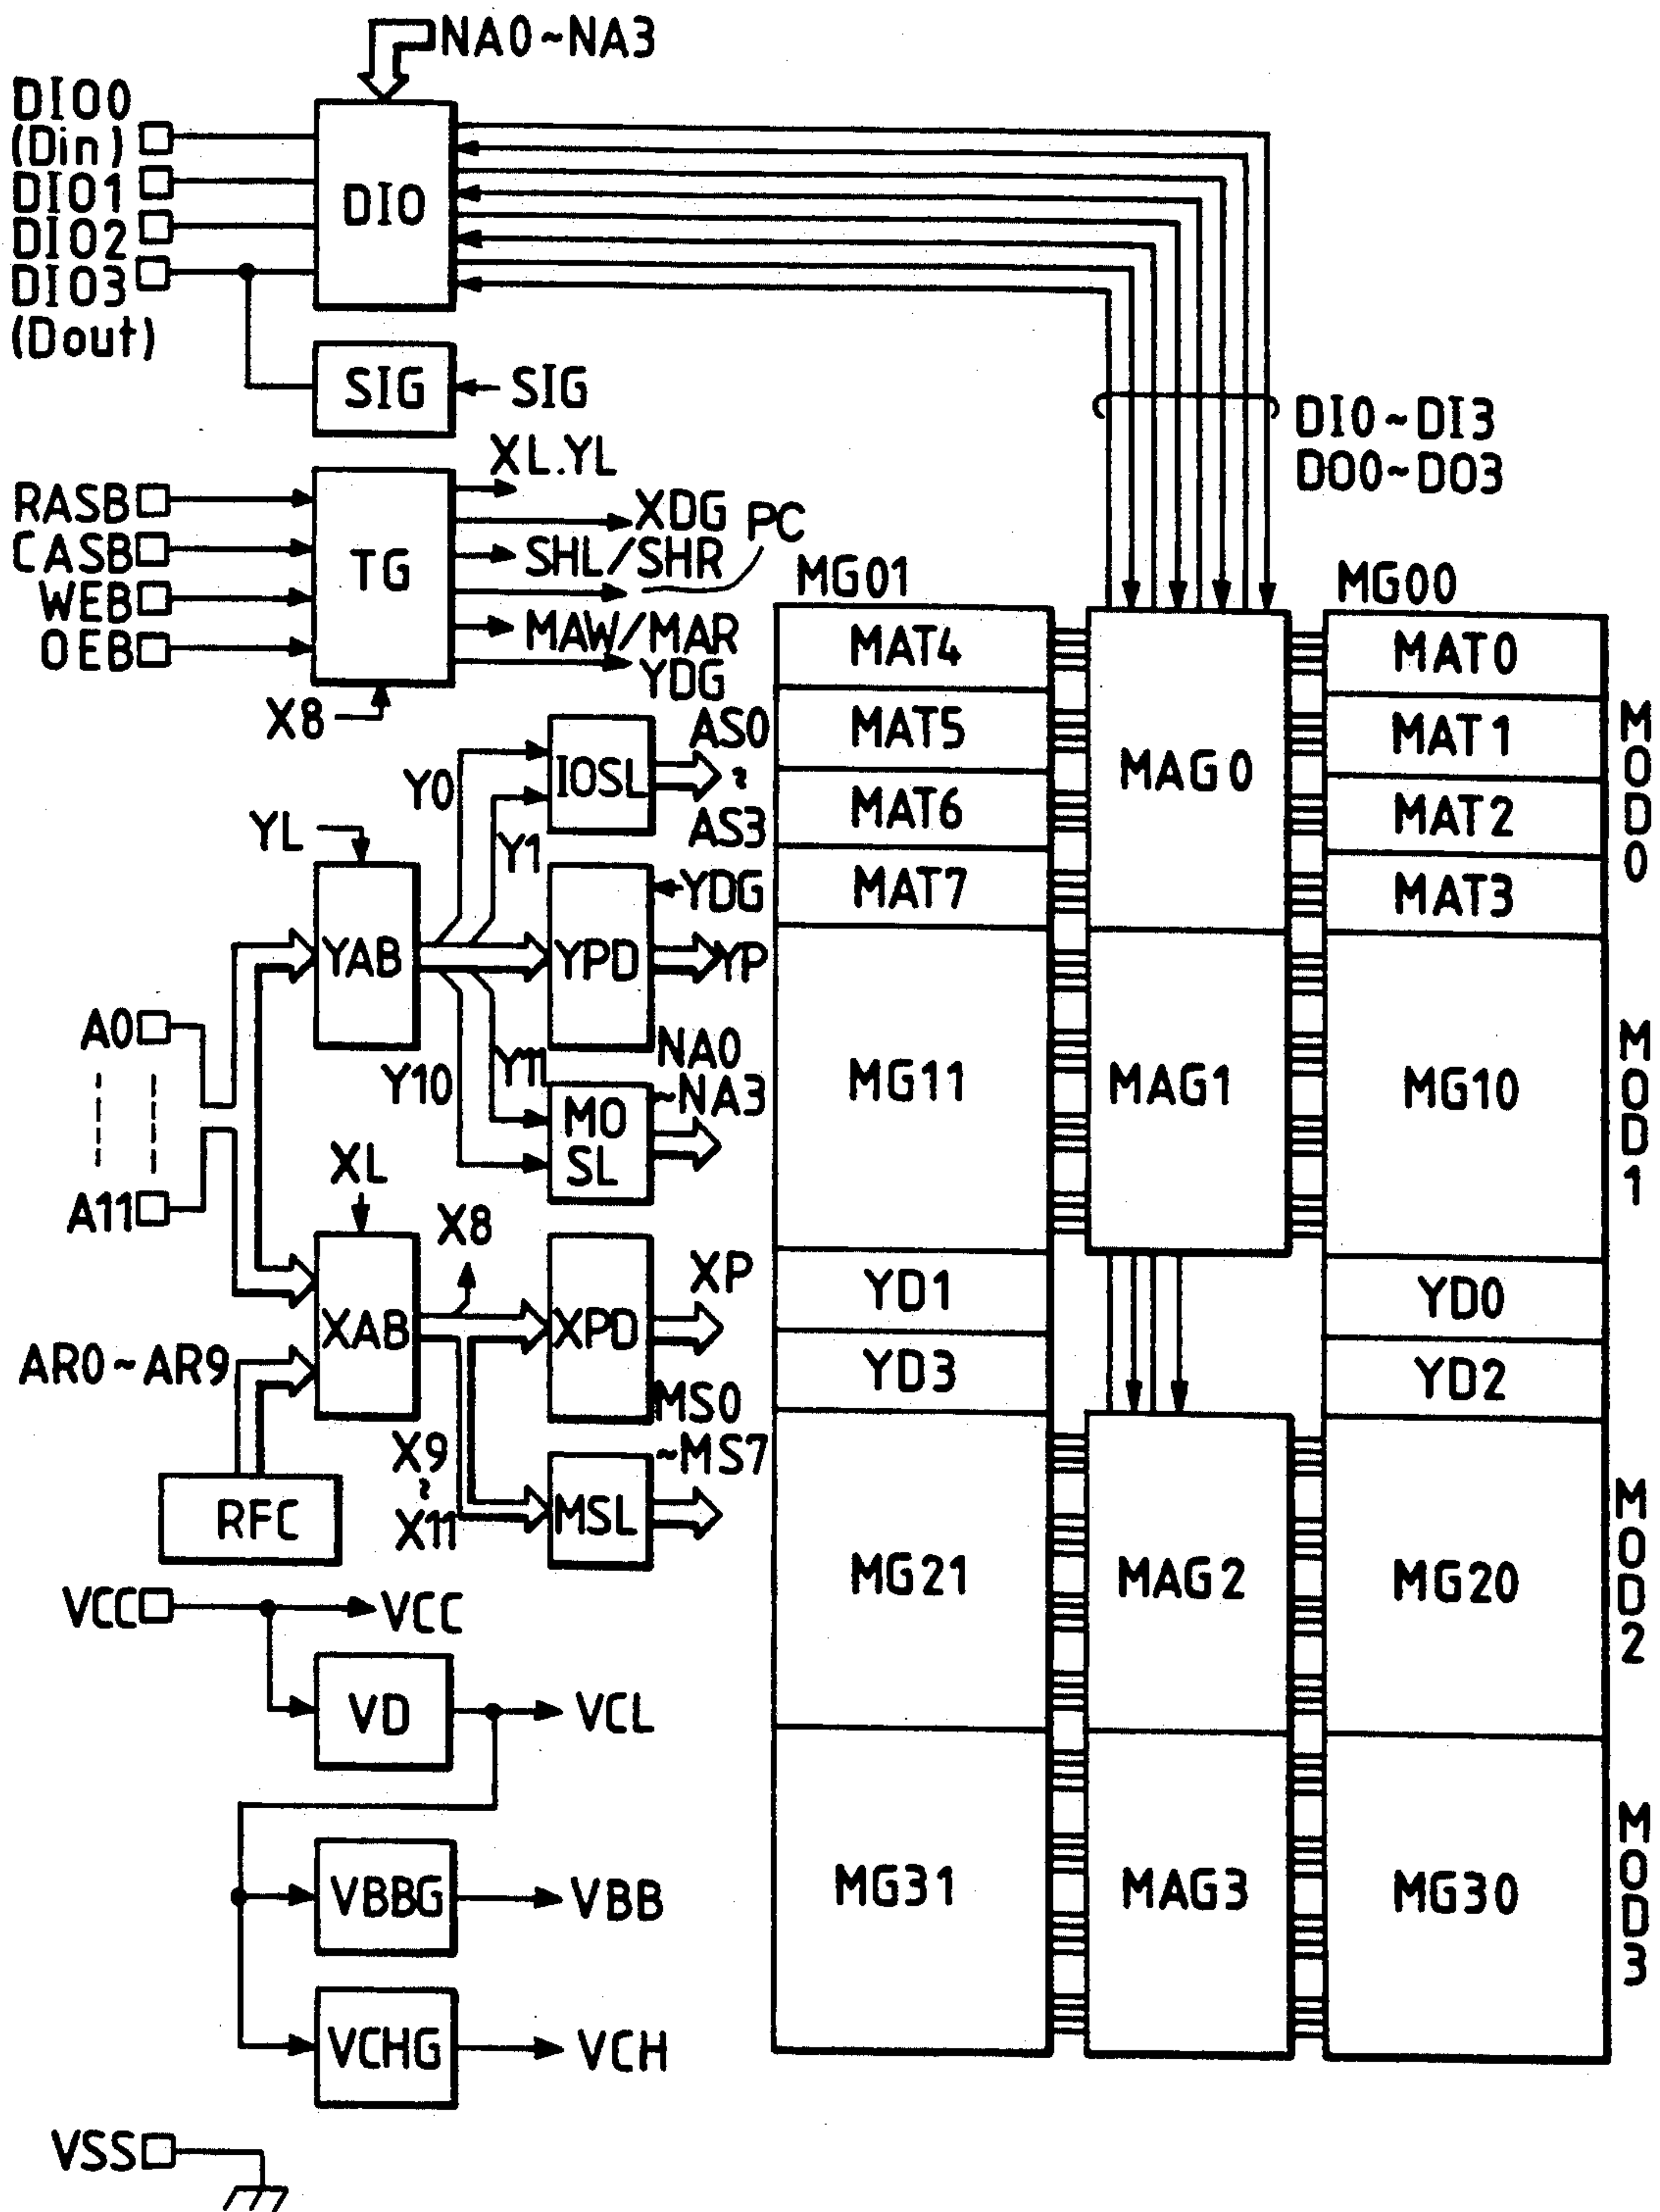 NA0~NA3
DIO0
(Din)
DIO1
DIO2
DIO3
(Dout)
DIO
SIG
SIG
DI0~DI3
DO0~DO3
RASB
CASB
WEB
OEB
TG
X8
XL.YL
XDG
PC
SHL/SHR
MAW/MAR
YDG
MG01
MG00
MAT4
MAT5
MAT6
MAT7
MAG0
MAT0
MAT1
MAT2
MAT3
MOD0
Y0
Y1
IOSL
AS0
~
AS3
YL
YAB
YPD
YDG
YP
Y10
Y11
MO
SL
NA0
~NA3
A0
A11
XL
XAB
X8
XPD
XP
AR0~AR9
RFC
X9
~
X11
MSL
MS0
~MS7
MG11
MAG1
MG10
MOD1
YD1
YD3
YD0
YD2
MG21
MAG2
MG20
MOD2
MG31
MAG3
MG30
MOD3
VCC
VCC
VD
VCL
VBBG
VBB
VCHG
VCH
VSS